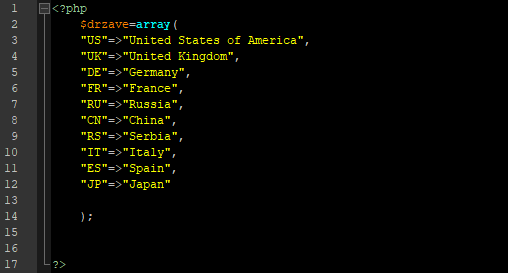 1 <?php
2 $drzave=array(
3 "US"=>"United States of America",
4 "UK"=>"United Kingdom",
5 "DE"=>"Germany",
6 "FR"=>"France",
7 "RU"=>"Russia",
8 "CN"=>"China",
9 "RS"=>"Serbia",
10 "IT"=>"Italy",
11 "ES"=>"Spain",
12 "JP"=>"Japan"
13
14 );
15
16
17 ?>